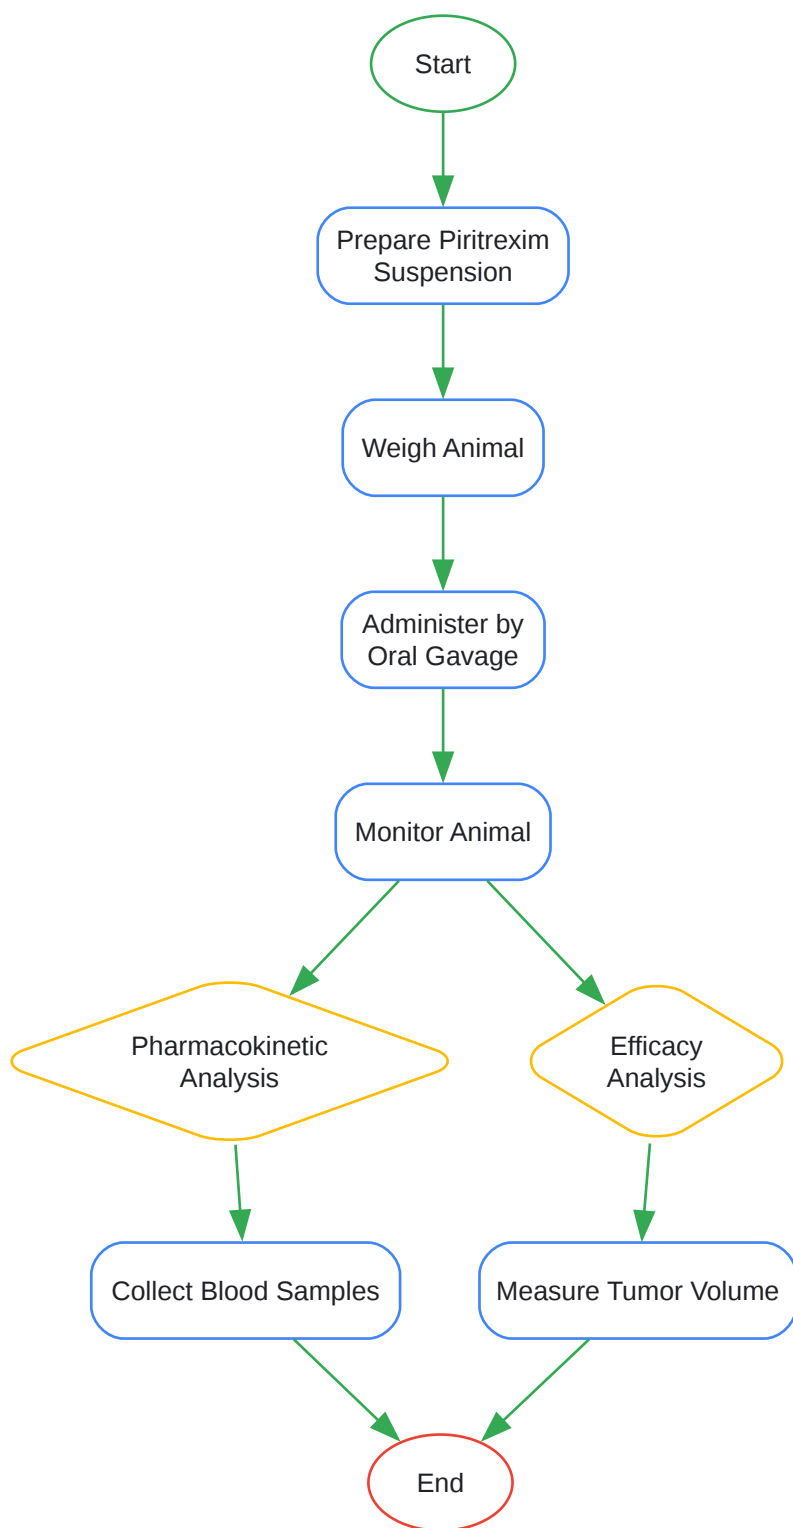 Start
Prepare Piritrexim
Suspension
Weigh Animal
Administer by
Oral Gavage
Monitor Animal
Pharmacokinetic
Analysis
Efficacy
Analysis
Collect Blood Samples
Measure Tumor Volume
End